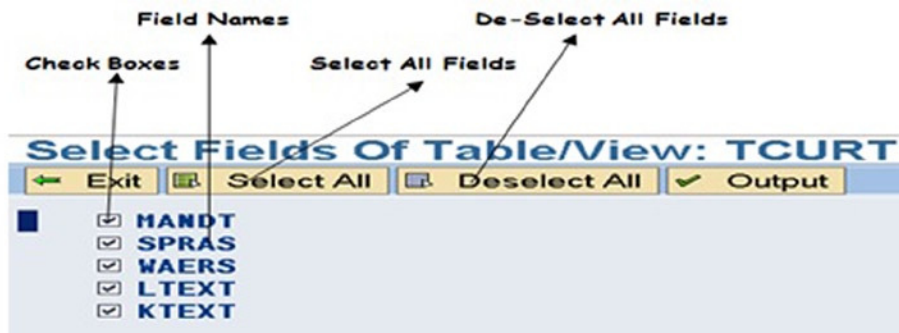 Field Names De-Select All Fields
Check Boxes Select All Fields
Select Fields Of Table/View: TCURT
Exit Select All Deselect All Output
MANDT
SPRAS
WAERS
LTEXT
KTEXT